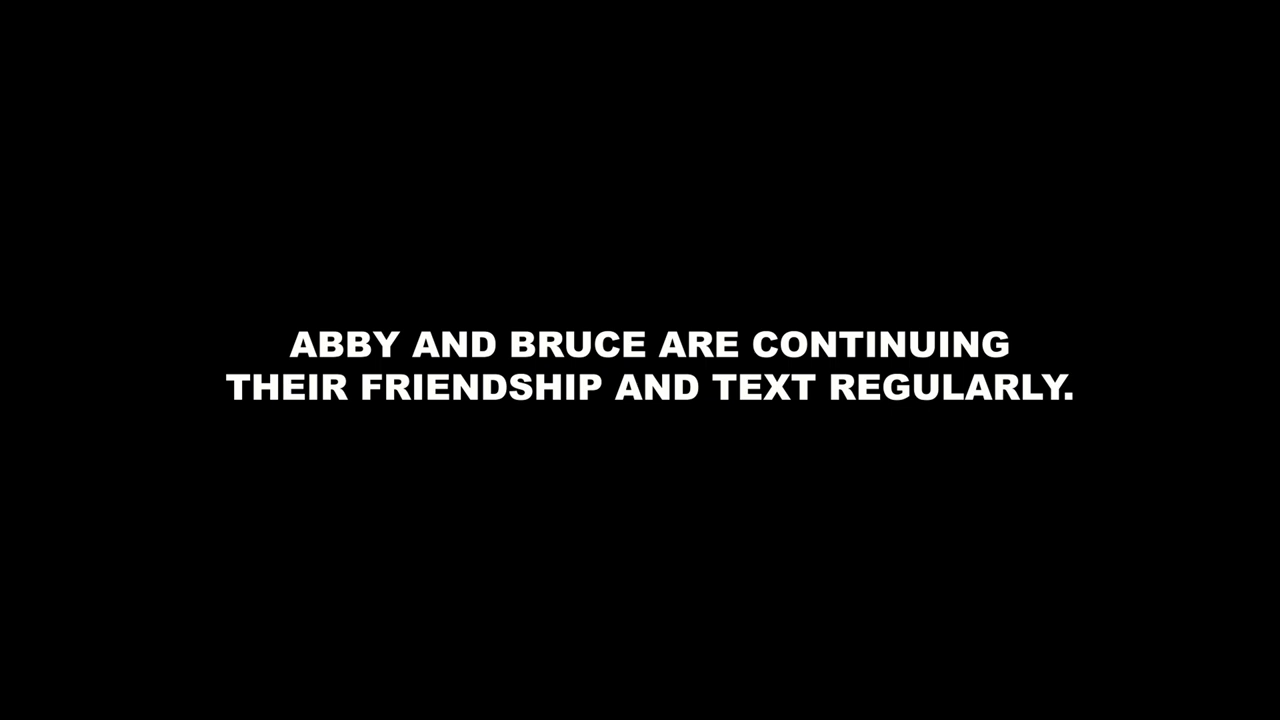 ABBY AND BRUCE ARE CONTINUING
THEIR FRIENDSHIP AND TEXT REGULARLY.